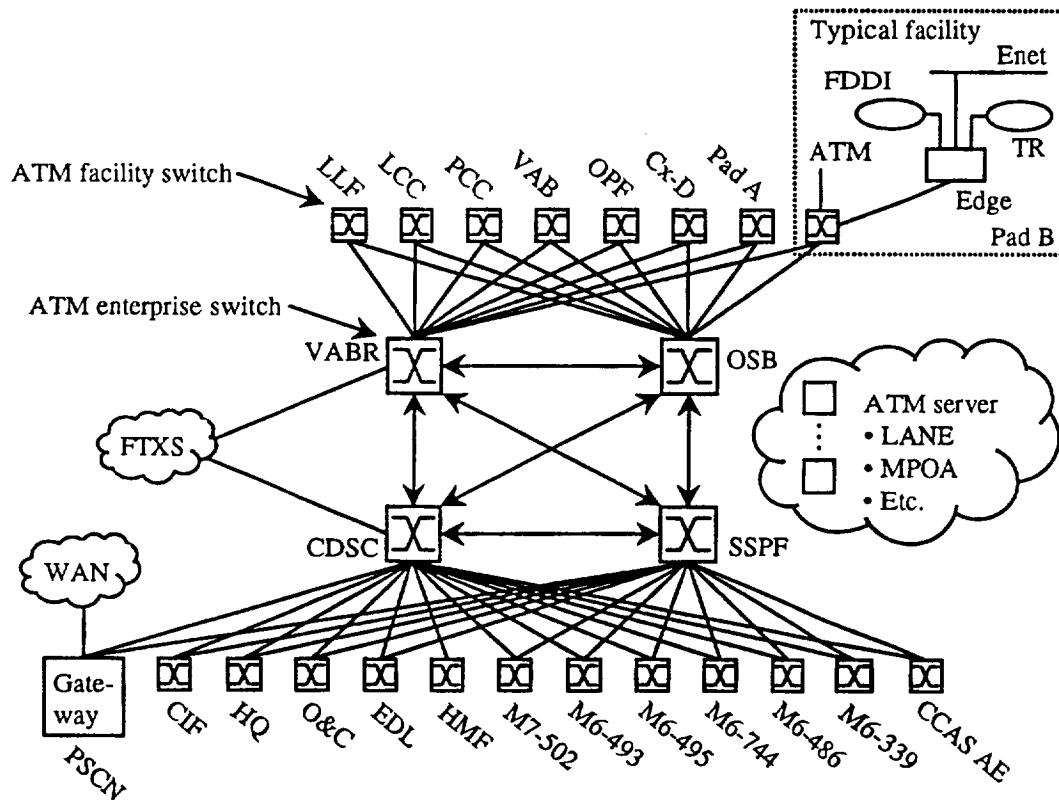 Typical facility
Enet
FDDI
TR
ATM
Edge
Pad B
ATM facility switch
LLF
LCC
PCC
VAB
OPF
Cx-D
Pad A
ATM enterprise switch
VABR
OSB
ATM server
• LANE
• MPOA
• Etc.
FTXS
CDSC
SSPF
WAN
Gate-
way
PSCN
CIF
HQ
O&C
EDL
HMF
M7-502
M6-493
M6-495
M6-744
M6-486
M6-339
CCAS AE